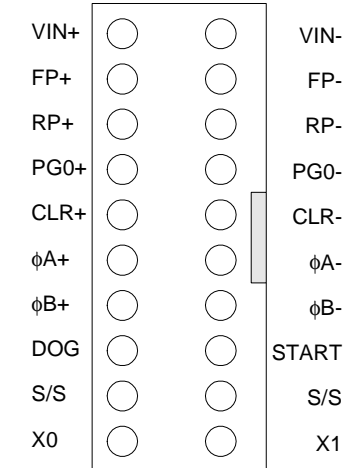 VIN+ VIN-
FP+ FP-
RP+ RP-
PG0+ PG0-
CLR+ CLR-
ϕA+ ϕA-
ϕB+ ϕB-
DOG START
S/S S/S
X0 X1